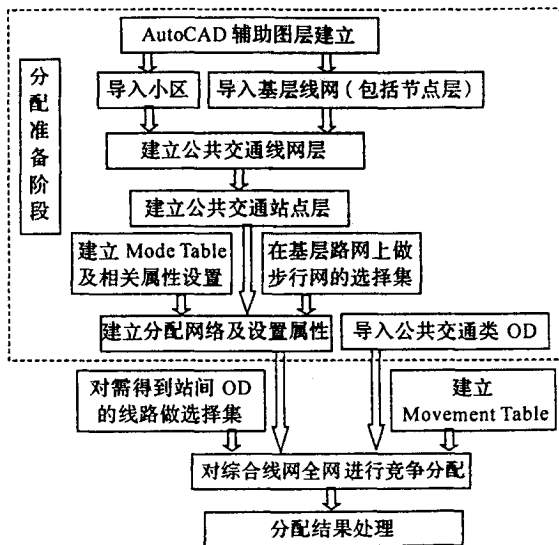 AutoCAD 辅助图层建立
分配准备阶段
导入小区
导入基层线网(包括节点层)
建立公共交通线网层
建立公共交通站点层
建立 Mode Table
及相关属性设置
在基层路网上做
步行网的选择集
建立分配网络及设置属性
导入公共交通类 OD
对需得到站间 OD
的线路做选择集
建立
Movement Table
对综合线网全网进行竞争分配
分配结果处理